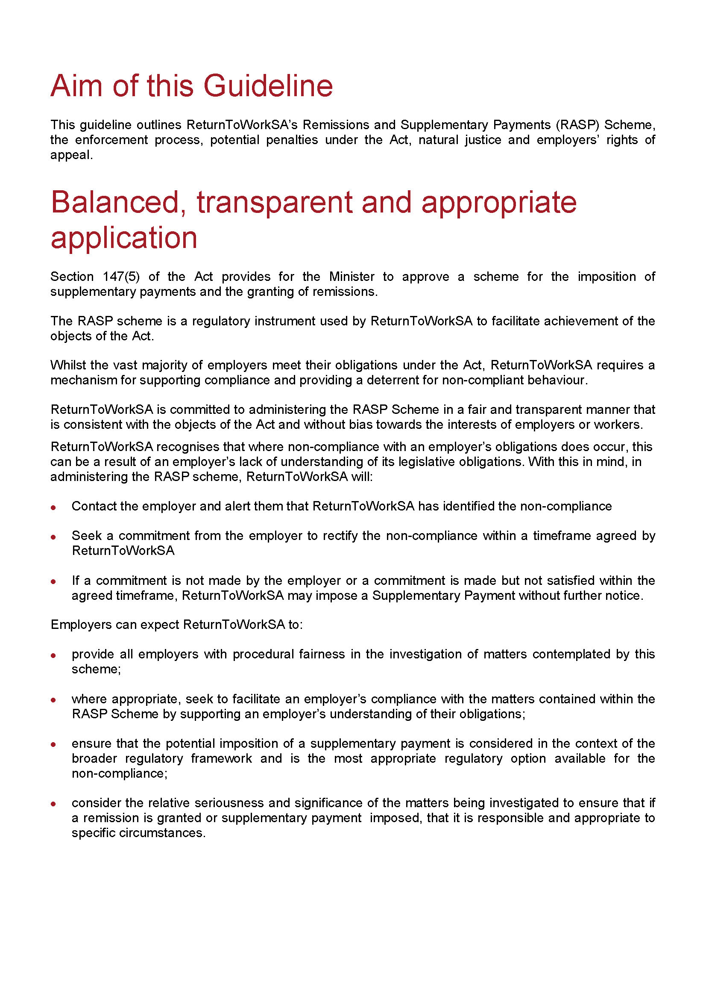 Aim of this Guideline
This guideline outlines ReturnToWorkSA’s Remissions and Supplementary Payments (RASP) Scheme,
the enforcement process, potential penalties under the Act, natural justice and employers’ rights of
appeal.
Balanced, transparent and appropriate
application
Section 147(5) of the Act provides for the Minister to approve a scheme for the imposition of
supplementary payments and the granting of remissions.
The RASP scheme is a regulatory instrument used by ReturnToWorkSA to facilitate achievement of the
objects of the Act.
Whilst the vast majority of employers meet their obligations under the Act, ReturnToWorkSA requires a
mechanism for supporting compliance and providing a deterrent for non-compliant behaviour.
ReturnToWorkSA is committed to administering the RASP Scheme in a fair and transparent manner that
is consistent with the objects of the Act and without bias towards the interests of employers or workers.
ReturnToWorkSA recognises that where non-compliance with an employer’s obligations does occur, this
can be a result of an employer’s lack of understanding of its legislative obligations. With this in mind, in
administering the RASP scheme, ReturnToWorkSA will:
• Contact the employer and alert them that ReturnToWorkSA has identified the non-compliance
• Seek a commitment from the employer to rectify the non-compliance within a timeframe agreed by
ReturnToWorkSA
• If a commitment is not made by the employer or a commitment is made but not satisfied within the
agreed timeframe, ReturnToWorkSA may impose a Supplementary Payment without further notice.
Employers can expect ReturnToWorkSA to:
• provide all employers with procedural fairness in the investigation of matters contemplated by this
scheme;
• where appropriate, seek to facilitate an employer’s compliance with the matters contained within the
RASP Scheme by supporting an employer’s understanding of their obligations;
• ensure that the potential imposition of a supplementary payment is considered in the context of the
broader regulatory framework and is the most appropriate regulatory option available for the
non-compliance;
• consider the relative seriousness and significance of the matters being investigated to ensure that if
a remission is granted or supplementary payment  imposed, that it is responsible and appropriate to
specific circumstances.